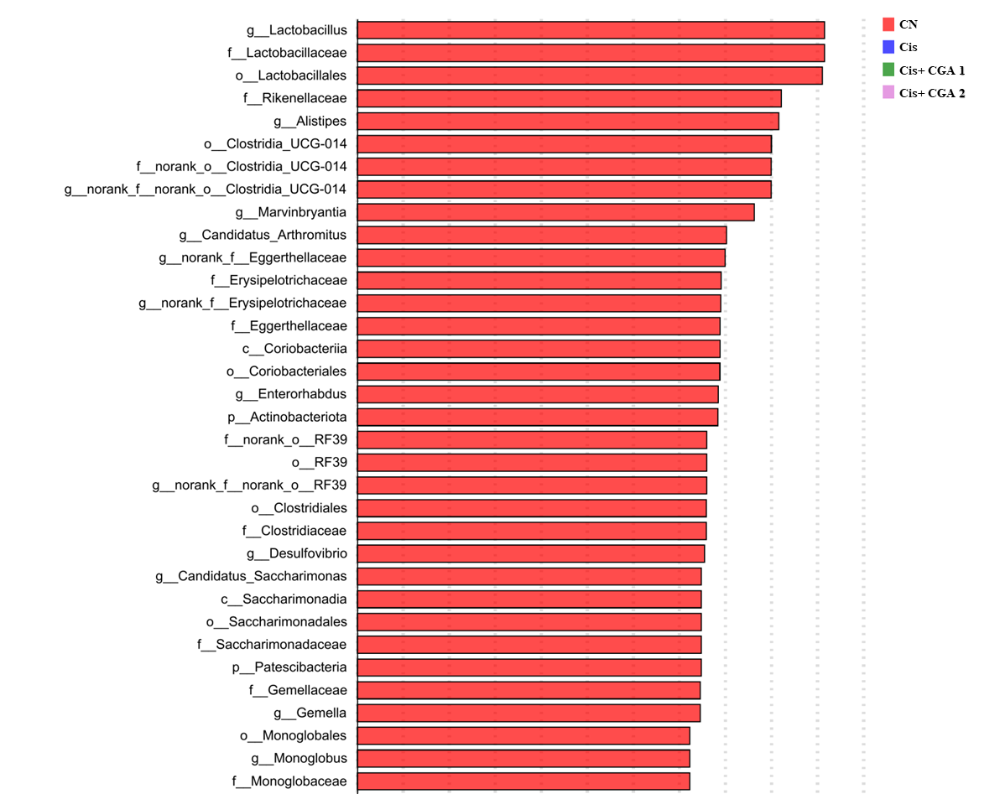 g__Lactobacillus
f__Lactobacillaceae
o__Lactobacillales
f__Rikenellaceae
g__Alistipes
o__Clostridia_UCG-014
f__norank_o__Clostridia_UCG-014
g__norank_f__norank_o__Clostridia_UCG-014
g__Marvinbryantia
g__Candidatus_Arthromitus
g__norank_f__Eggerthellaceae
f__Erysipelotrichaceae
g__norank_f__Erysipelotrichaceae
f__Eggerthellaceae
c__Coriobacteriia
o__Coriobacteriales
g__Enterorhabdus
p__Actinobacteriota
f__norank_o__RF39
o__RF39
g__norank_f__norank_o__RF39
o__Clostridiales
f__Clostridiaceae
g__Desulfovibrio
g__Candidatus_Saccharimonas
c__Saccharimonadia
o__Saccharimonadales
f__Saccharimonadaceae
p__Patescibacteria
f__Gemellaceae
g__Gemella
o__Monoglobales
g__Monoglobus
f__Monoglobaceae
CN
Cis
Cis+ CGA 1
Cis+ CGA 2